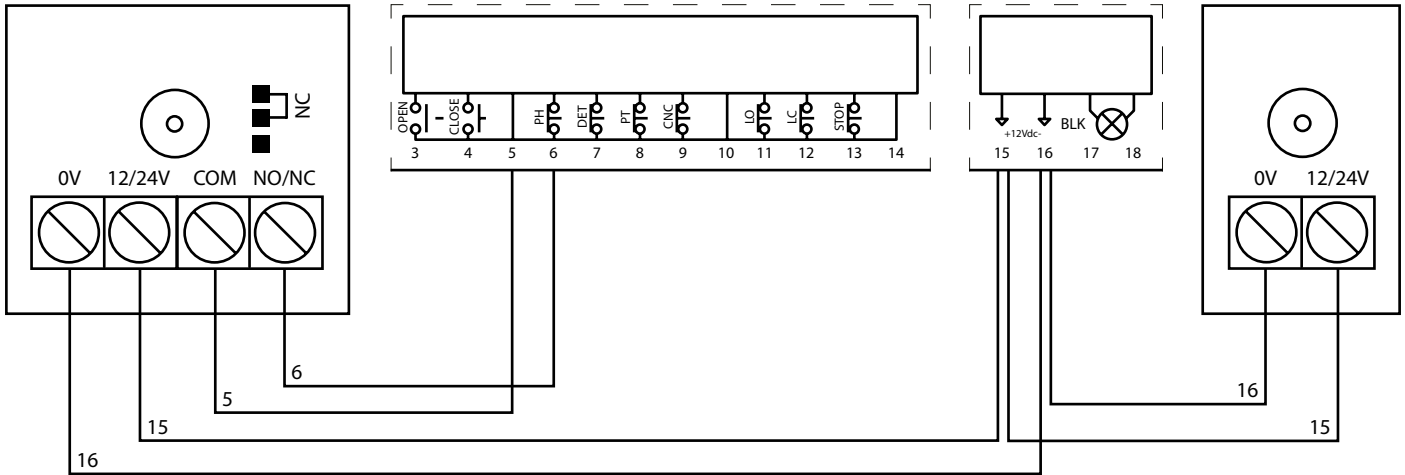 NC
0V 12/24V COM NO/NC
OPEN
CLOSE
PH
DET
PT
CNC
LO
LC
STOP
3 4 5 6 7 8 9 10 11 12 13 14
+12Vdc-
BLK
15 16 17 18
0V 12/24V
6
5
15
16
16
15